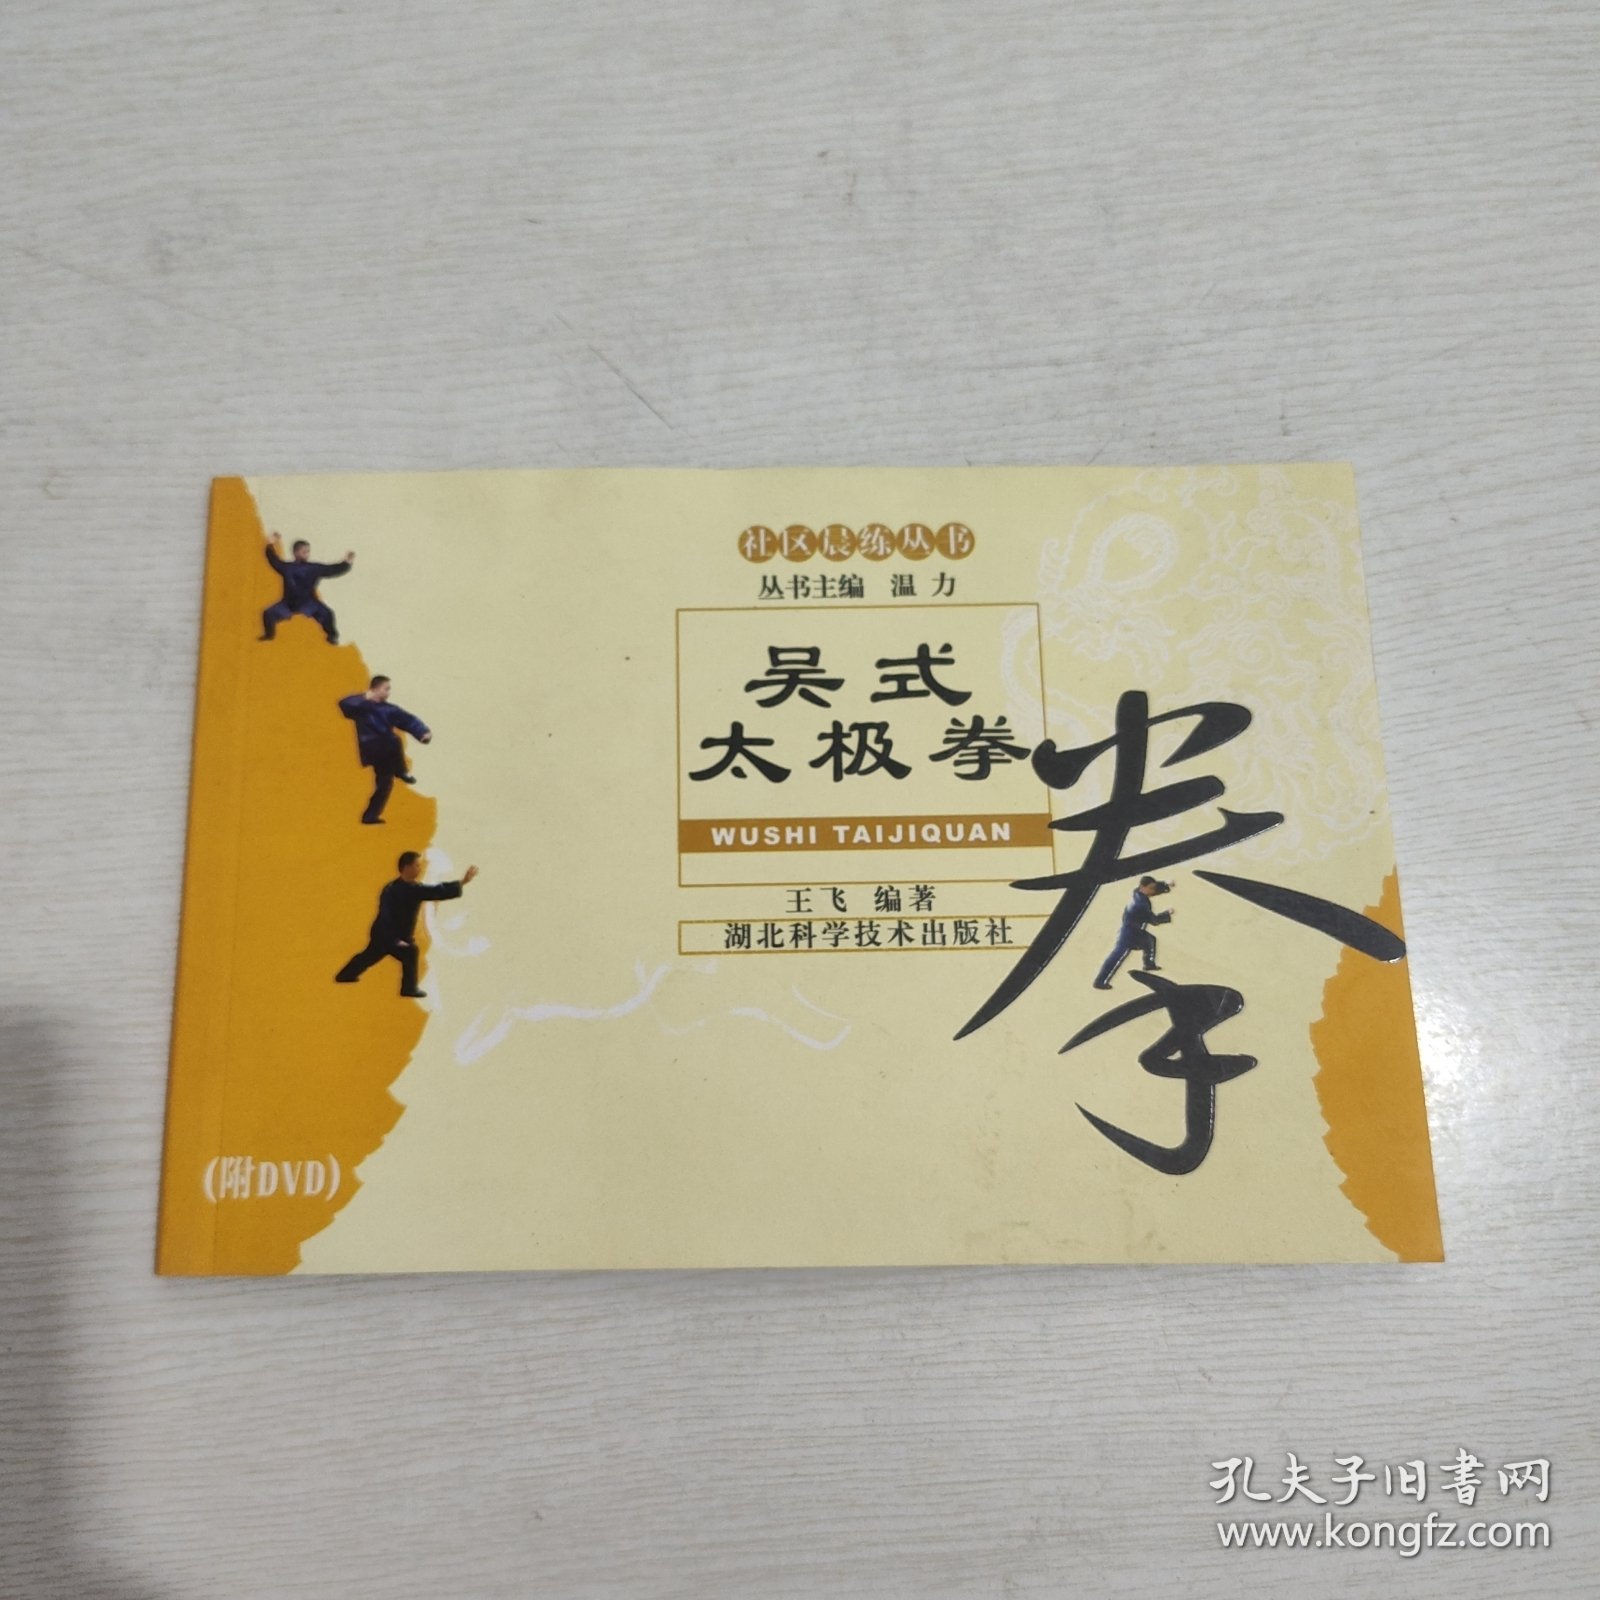 社区晨练丛书
丛书主编 温力
吴式
太极拳
WUSHI TAIJIQUAN
王飞 编著
湖北科学技术出版社
拳
(附DVD)
孔夫子旧书网
www.kongfz.com